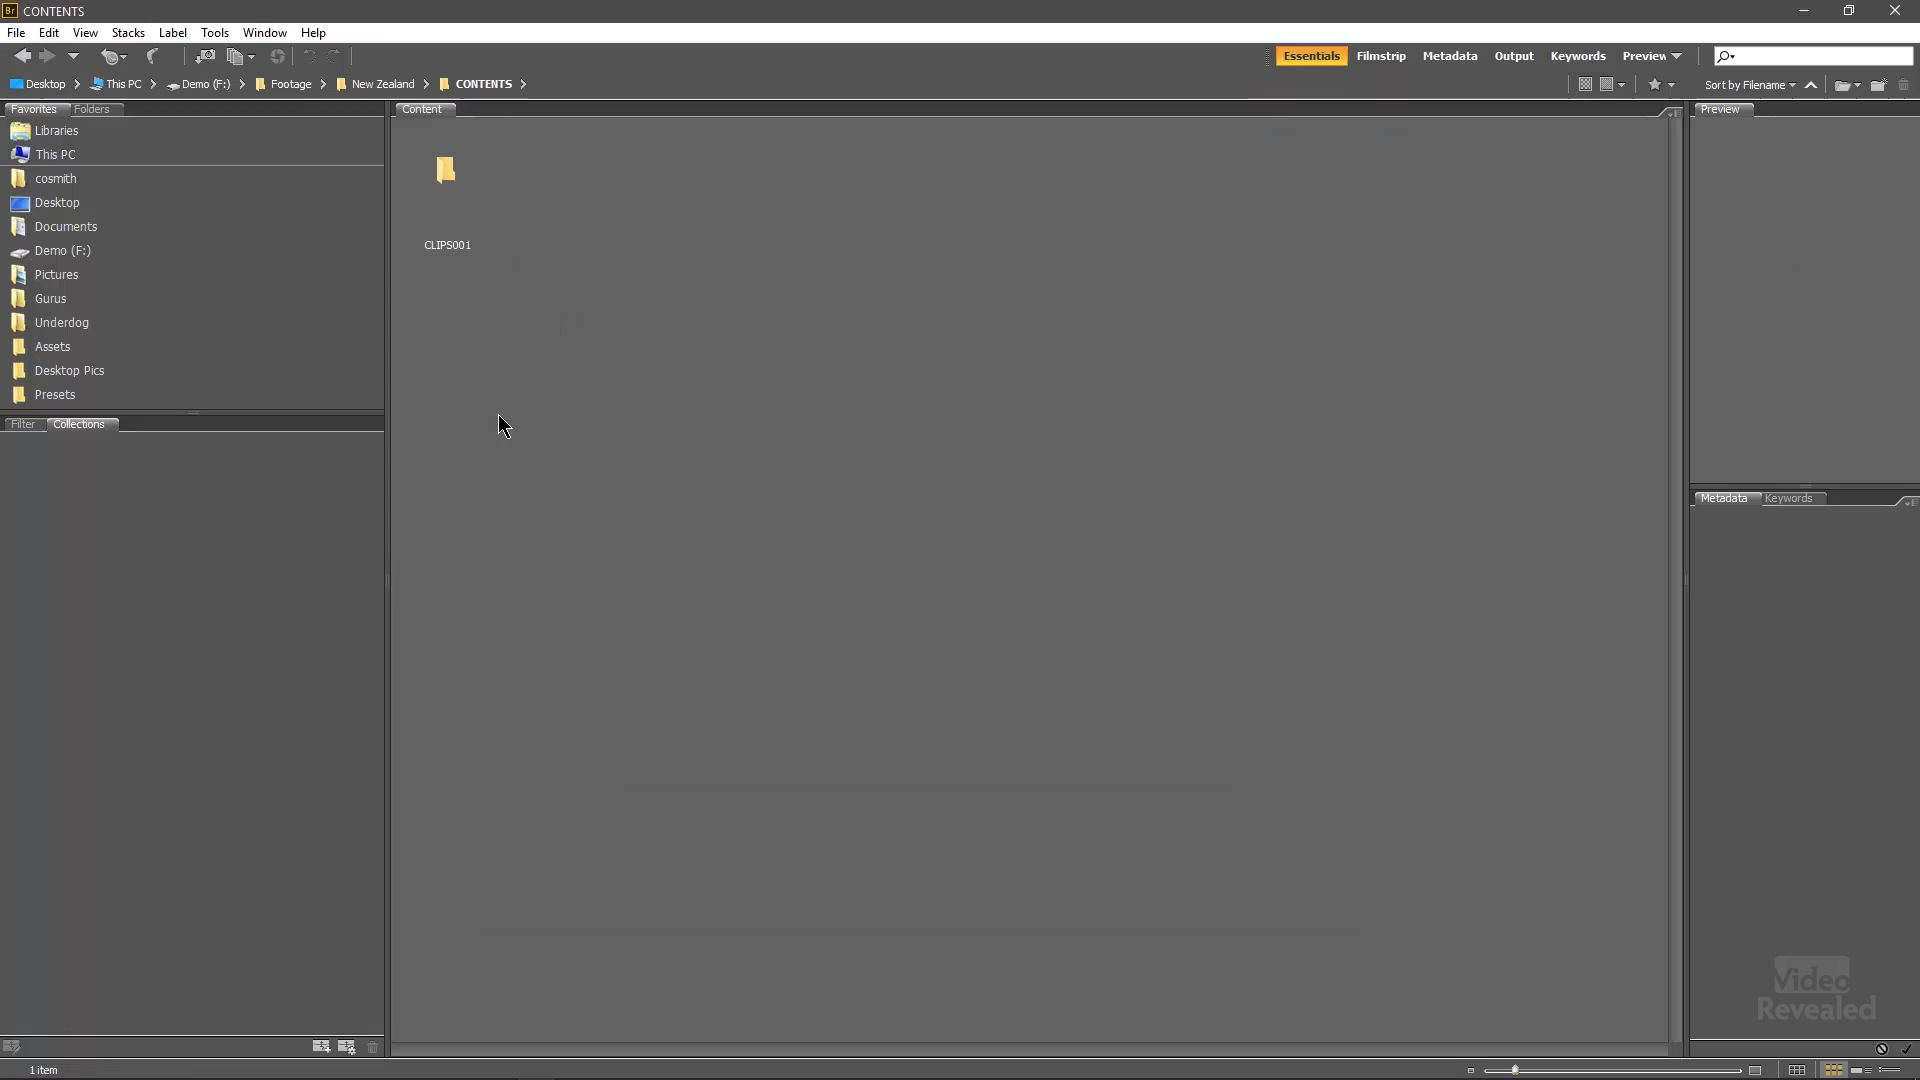 Br CONTENTS
File Edit View Stacks Label Tools Window Help
Essentials Filmstrip Metadata Output Keywords Preview
Desktop This PC Demo (F:) Footage New Zealand CONTENTS
Sort by Filename
Favorites Folders
Content
Preview
Libraries
This PC
cosmith
Desktop
Documents
Demo (F:)
Pictures
Gurus
Underdog
Assets
Desktop Pics
Presets
CLIPS001
Filter Collections
Metadata Keywords
Video
Revealed
1 item